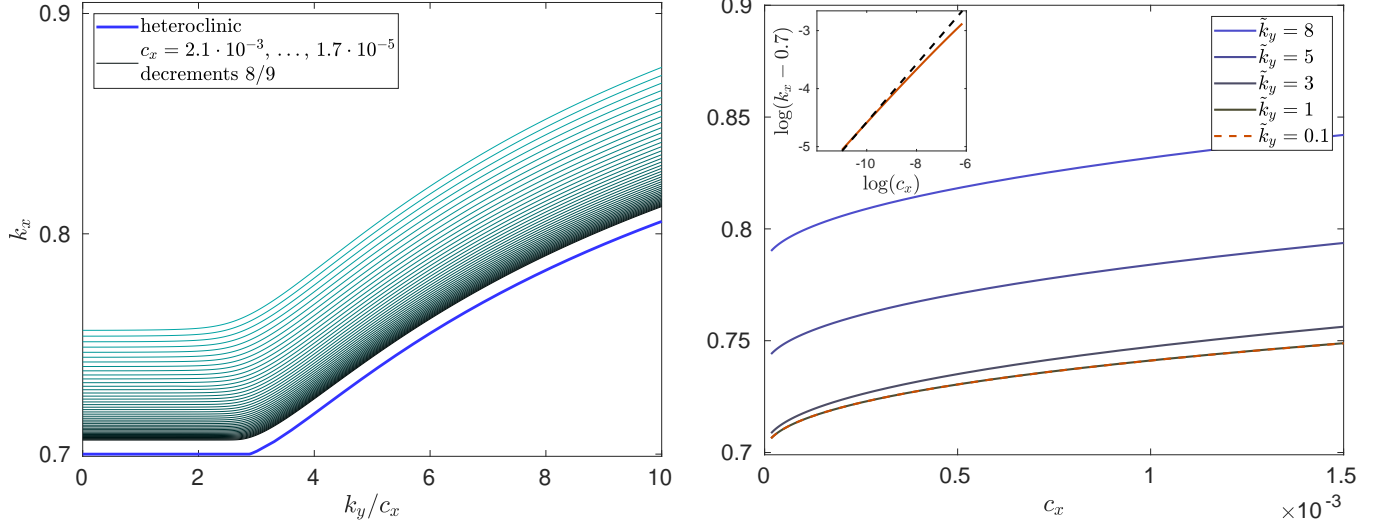 0.9
0.8
0.7
0
2
4
6
8
10
k_x
k_y/c_x
heteroclinic
c_x = 2.1 · 10^{-3}, ..., 1.7 · 10^{-5}
decrements 8/9
0.9
0.85
0.8
0.75
0.7
0
0.5
1
1.5
×10^{-3}
c_x
-3
-4
-5
-10
-8
-6
log(k_x − 0.7)
log(c_x)
k̃_y = 8
k̃_y = 5
k̃_y = 3
k̃_y = 1
k̃_y = 0.1